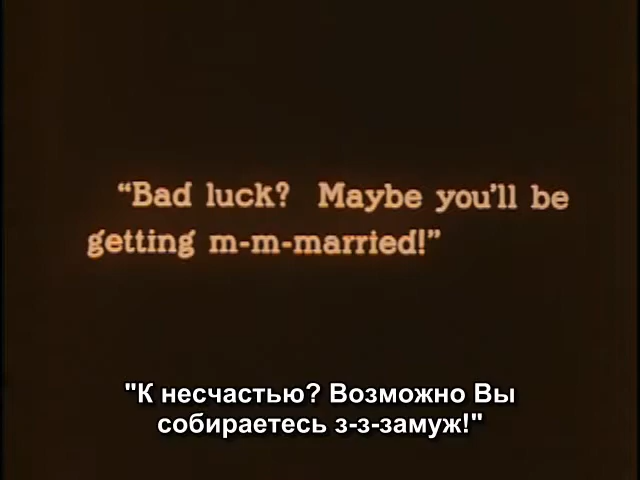 “Bad luck?  Maybe you’ll be
getting m-m-married!”
"К несчастью? Возможно Вы
собираетесь з-з-замуж!"